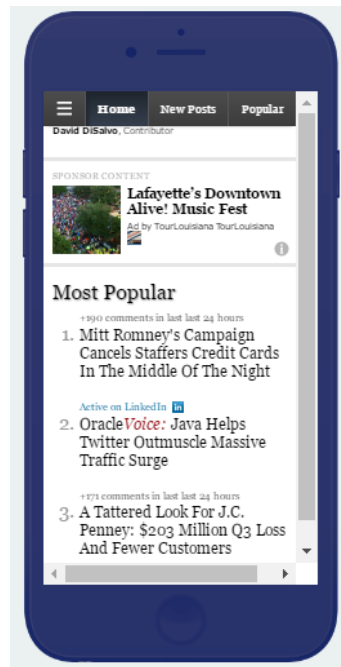 Home New Posts Popular
David DiSalvo, Contributor
SPONSOR CONTENT
Lafayette's Downtown
Alive! Music Fest
Ad by TourLouisiana TourLouisiana
Most Popular
+190 comments in last last 24 hours
1. Mitt Romney's Campaign
Cancels Staffers Credit Cards
In The Middle Of The Night
Active on LinkedIn in
2. OracleVoice: Java Helps
Twitter Outmuscle Massive
Traffic Surge
+171 comments in last last 24 hours
3. A Tattered Look For J.C.
Penney: $203 Million Q3 Loss
And Fewer Customers